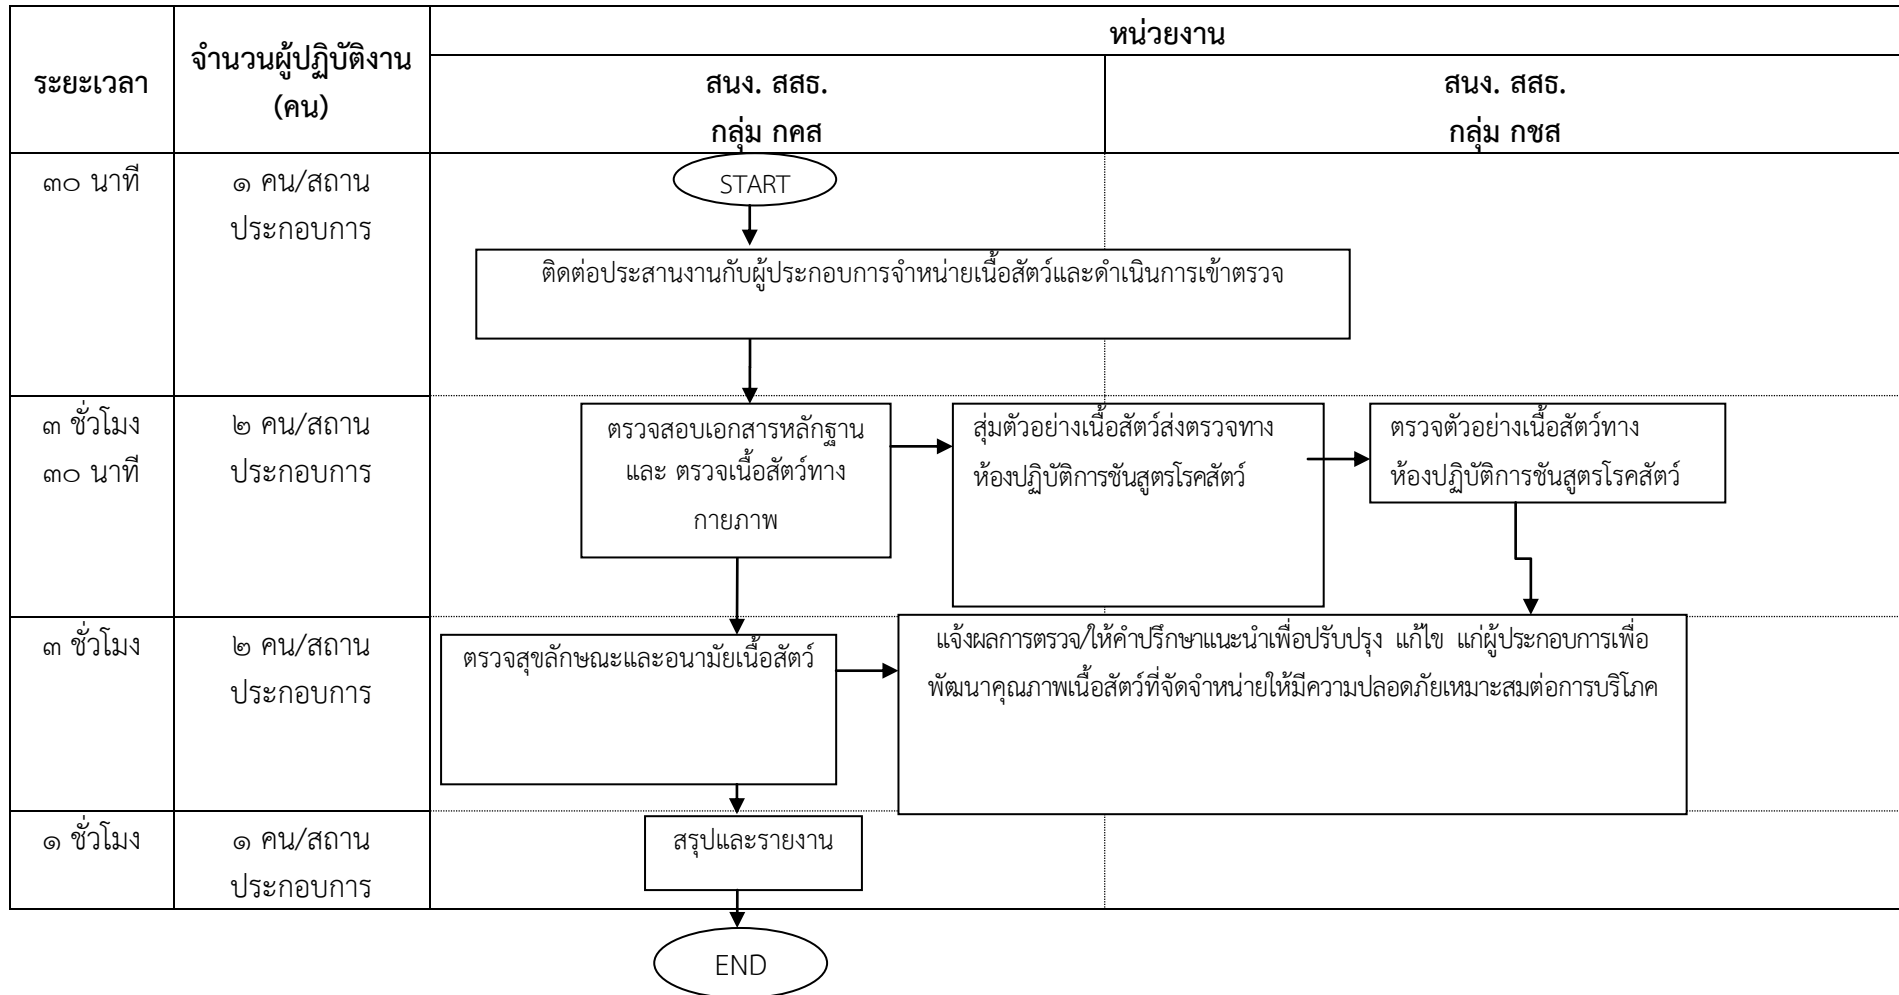 ระยะเวลา
จำนวนผู้ปฏิบัติงาน
(คน)
หน่วยงาน
สนง. สสธ.
กลุ่ม กคส
สนง. สสธ.
กลุ่ม กชส
๓๐ นาที
๑ คน/สถาน
ประกอบการ
START
ติดต่อประสานงานกับผู้ประกอบการจำหน่ายเนื้อสัตว์และดำเนินการเข้าตรวจ
๓ ชั่วโมง
๓๐ นาที
๒ คน/สถาน
ประกอบการ
ตรวจสอบเอกสารหลักฐาน
และ ตรวจเนื้อสัตว์ทาง
กายภาพ
สุ่มตัวอย่างเนื้อสัตว์ส่งตรวจทาง
ห้องปฏิบัติการชันสูตรโรคสัตว์
ตรวจตัวอย่างเนื้อสัตว์ทาง
ห้องปฏิบัติการชันสูตรโรคสัตว์
๓ ชั่วโมง
๒ คน/สถาน
ประกอบการ
ตรวจสุขลักษณะและอนามัยเนื้อสัตว์
แจ้งผลการตรวจ/ให้คำปรึกษาแนะนำเพื่อปรับปรุง แก้ไข แก่ผู้ประกอบการเพื่อ
พัฒนาคุณภาพเนื้อสัตว์ที่จัดจำหน่ายให้มีความปลอดภัยเหมาะสมต่อการบริโภค
๑ ชั่วโมง
๑ คน/สถาน
ประกอบการ
สรุปและรายงาน
END